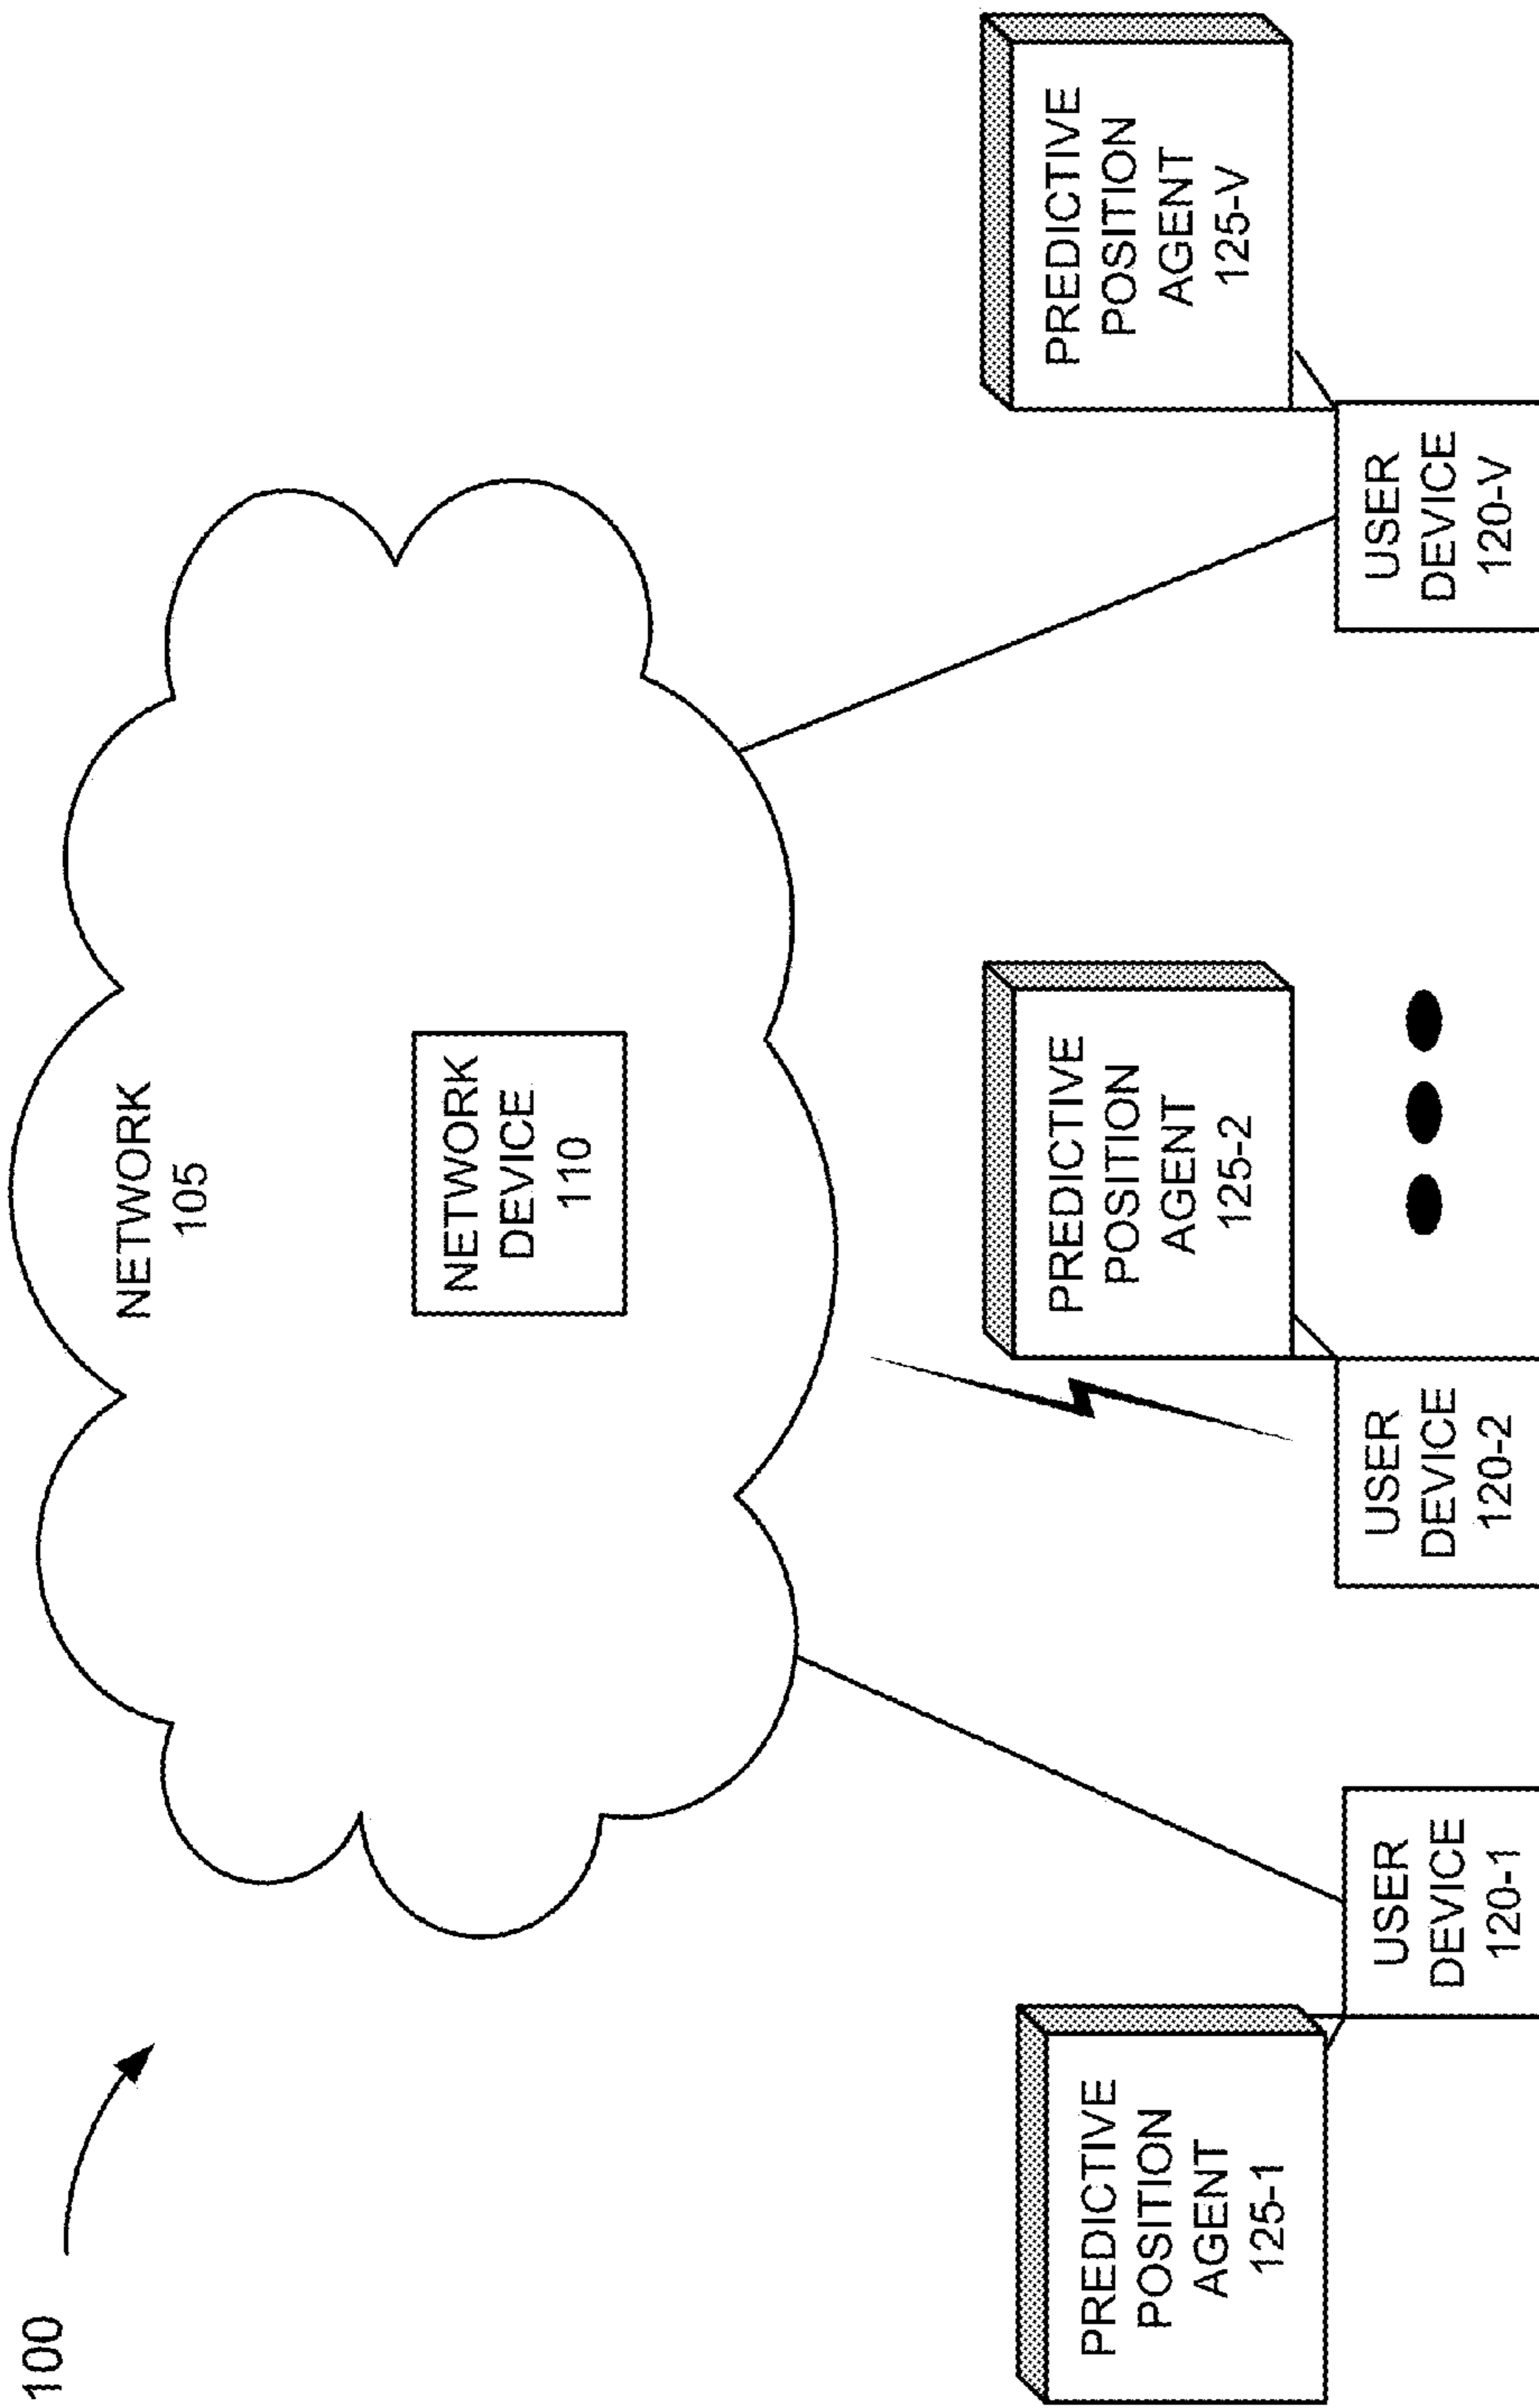 100
NETWORK
105
NETWORK
DEVICE
110
PREDICTIVE
POSITION
AGENT
125-1
USER
DEVICE
120-1
PREDICTIVE
POSITION
AGENT
125-2
USER
DEVICE
120-2
PREDICTIVE
POSITION
AGENT
125-V
USER
DEVICE
120-V